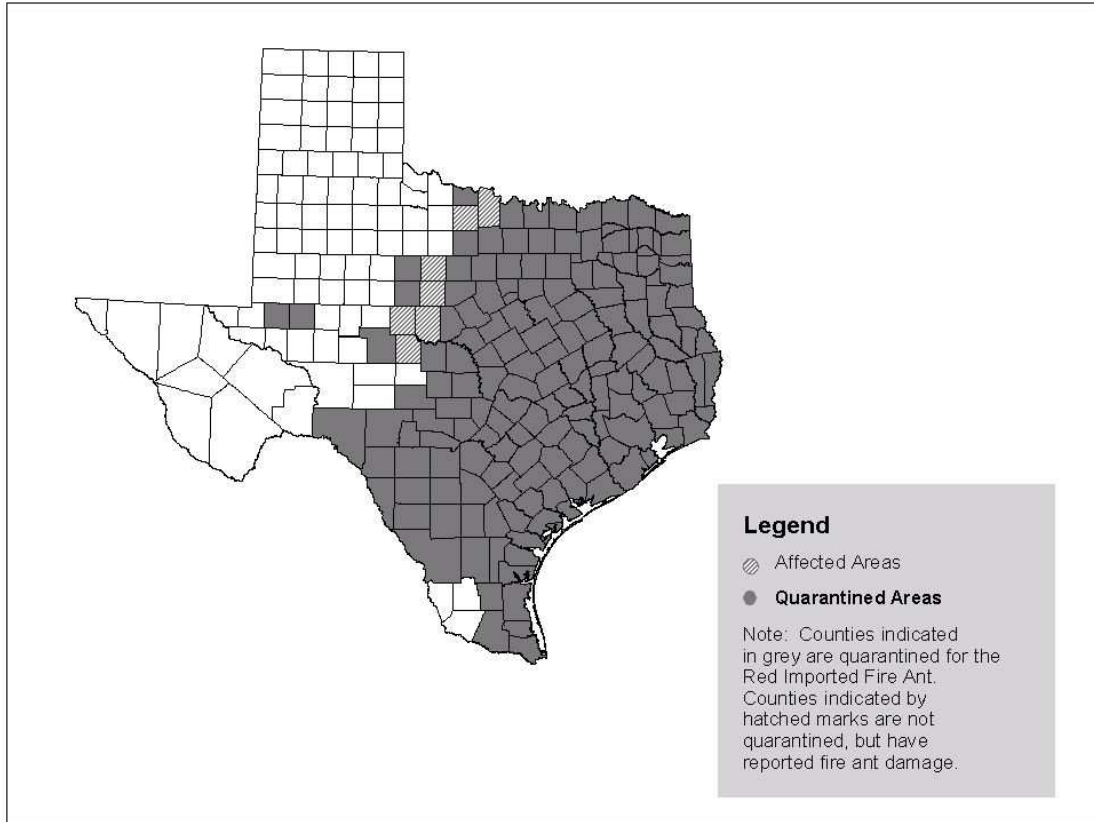 Legend
Affected Areas
Quarantined Areas
Note: Counties indicated
in grey are quarantined for the
Red Imported Fire Ant.
Counties indicated by
hatched marks are not
quarantined, but have
reported fire ant damage.